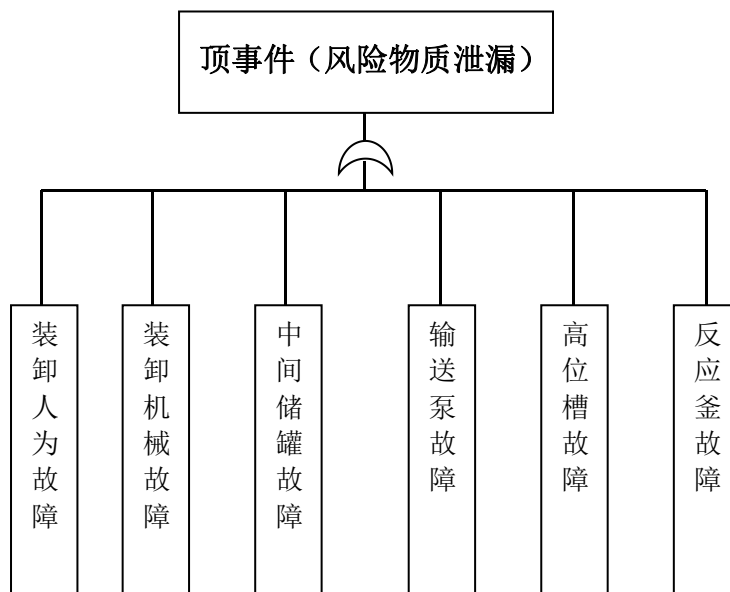 顶事件（风险物质泄漏）
装卸人为故障
装卸机械故障
中间储罐故障
输送泵故障
高位槽故障
反应釜故障